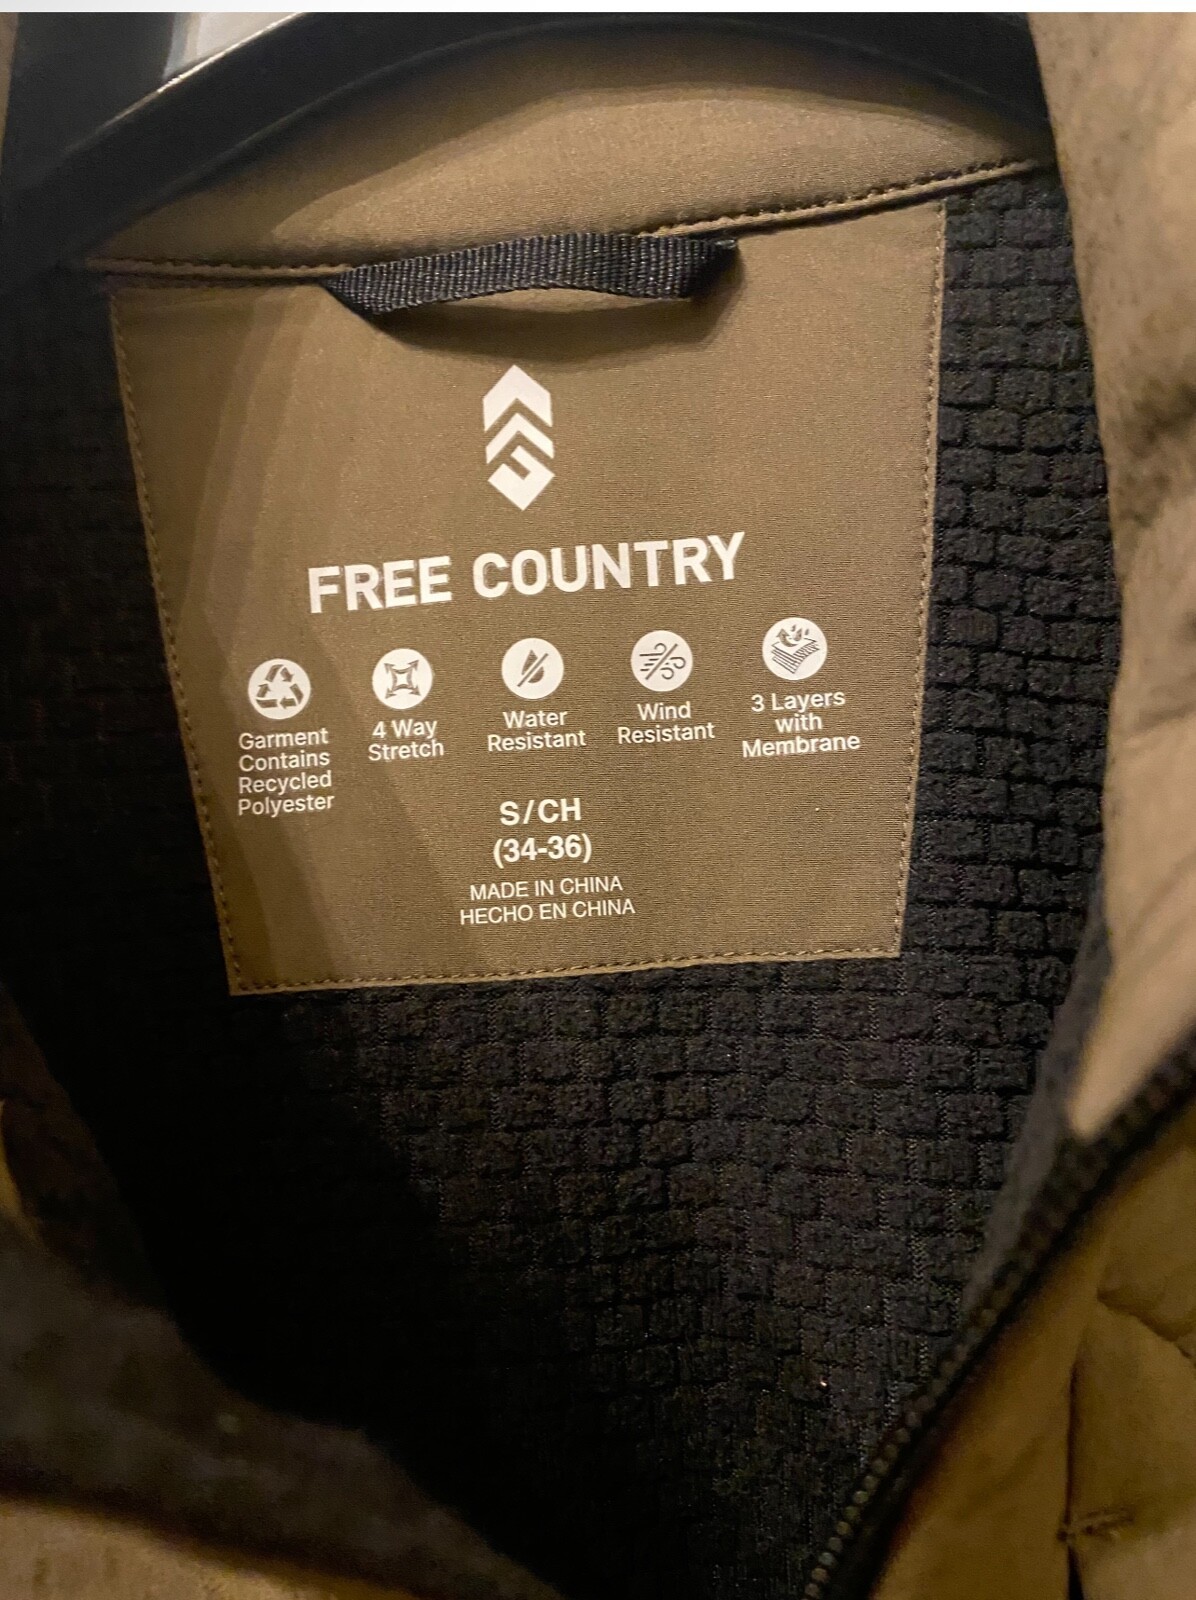 FREE COUNTRY
Garment
Contains
Recycled
Polyester
4 Way
Stretch
Water
Resistant
Wind
Resistant
3 Layers
with
Membrane
S/CH
(34-36)
MADE IN CHINA
HECHO EN CHINA